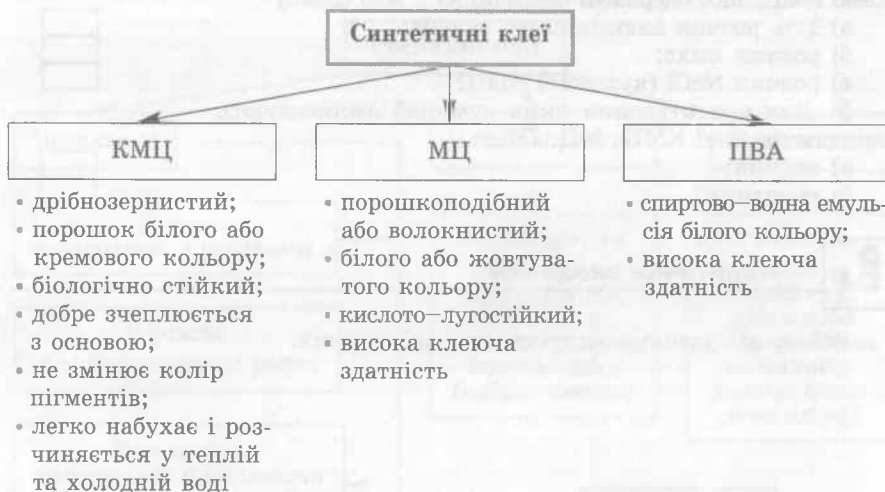 Синтетичні клеї
КМЦ
МЦ
ПВА
• дрібнозернистий;
• порошок білого або
кремового кольору;
• біологічно стійкий;
• добре зчеплюється
з основою;
• не змінює колір
пігментів;
• легко набухає і роз-
чиняється у теплій
та холодній воді
• порошкоподібний
або волокнистий;
• білого або жовтува-
того кольору;
• кислото—лугостійкий;
• висока клеюча
здатність
• спиртово—водна емуль-
сія білого кольору;
• висока клеюча
здатність